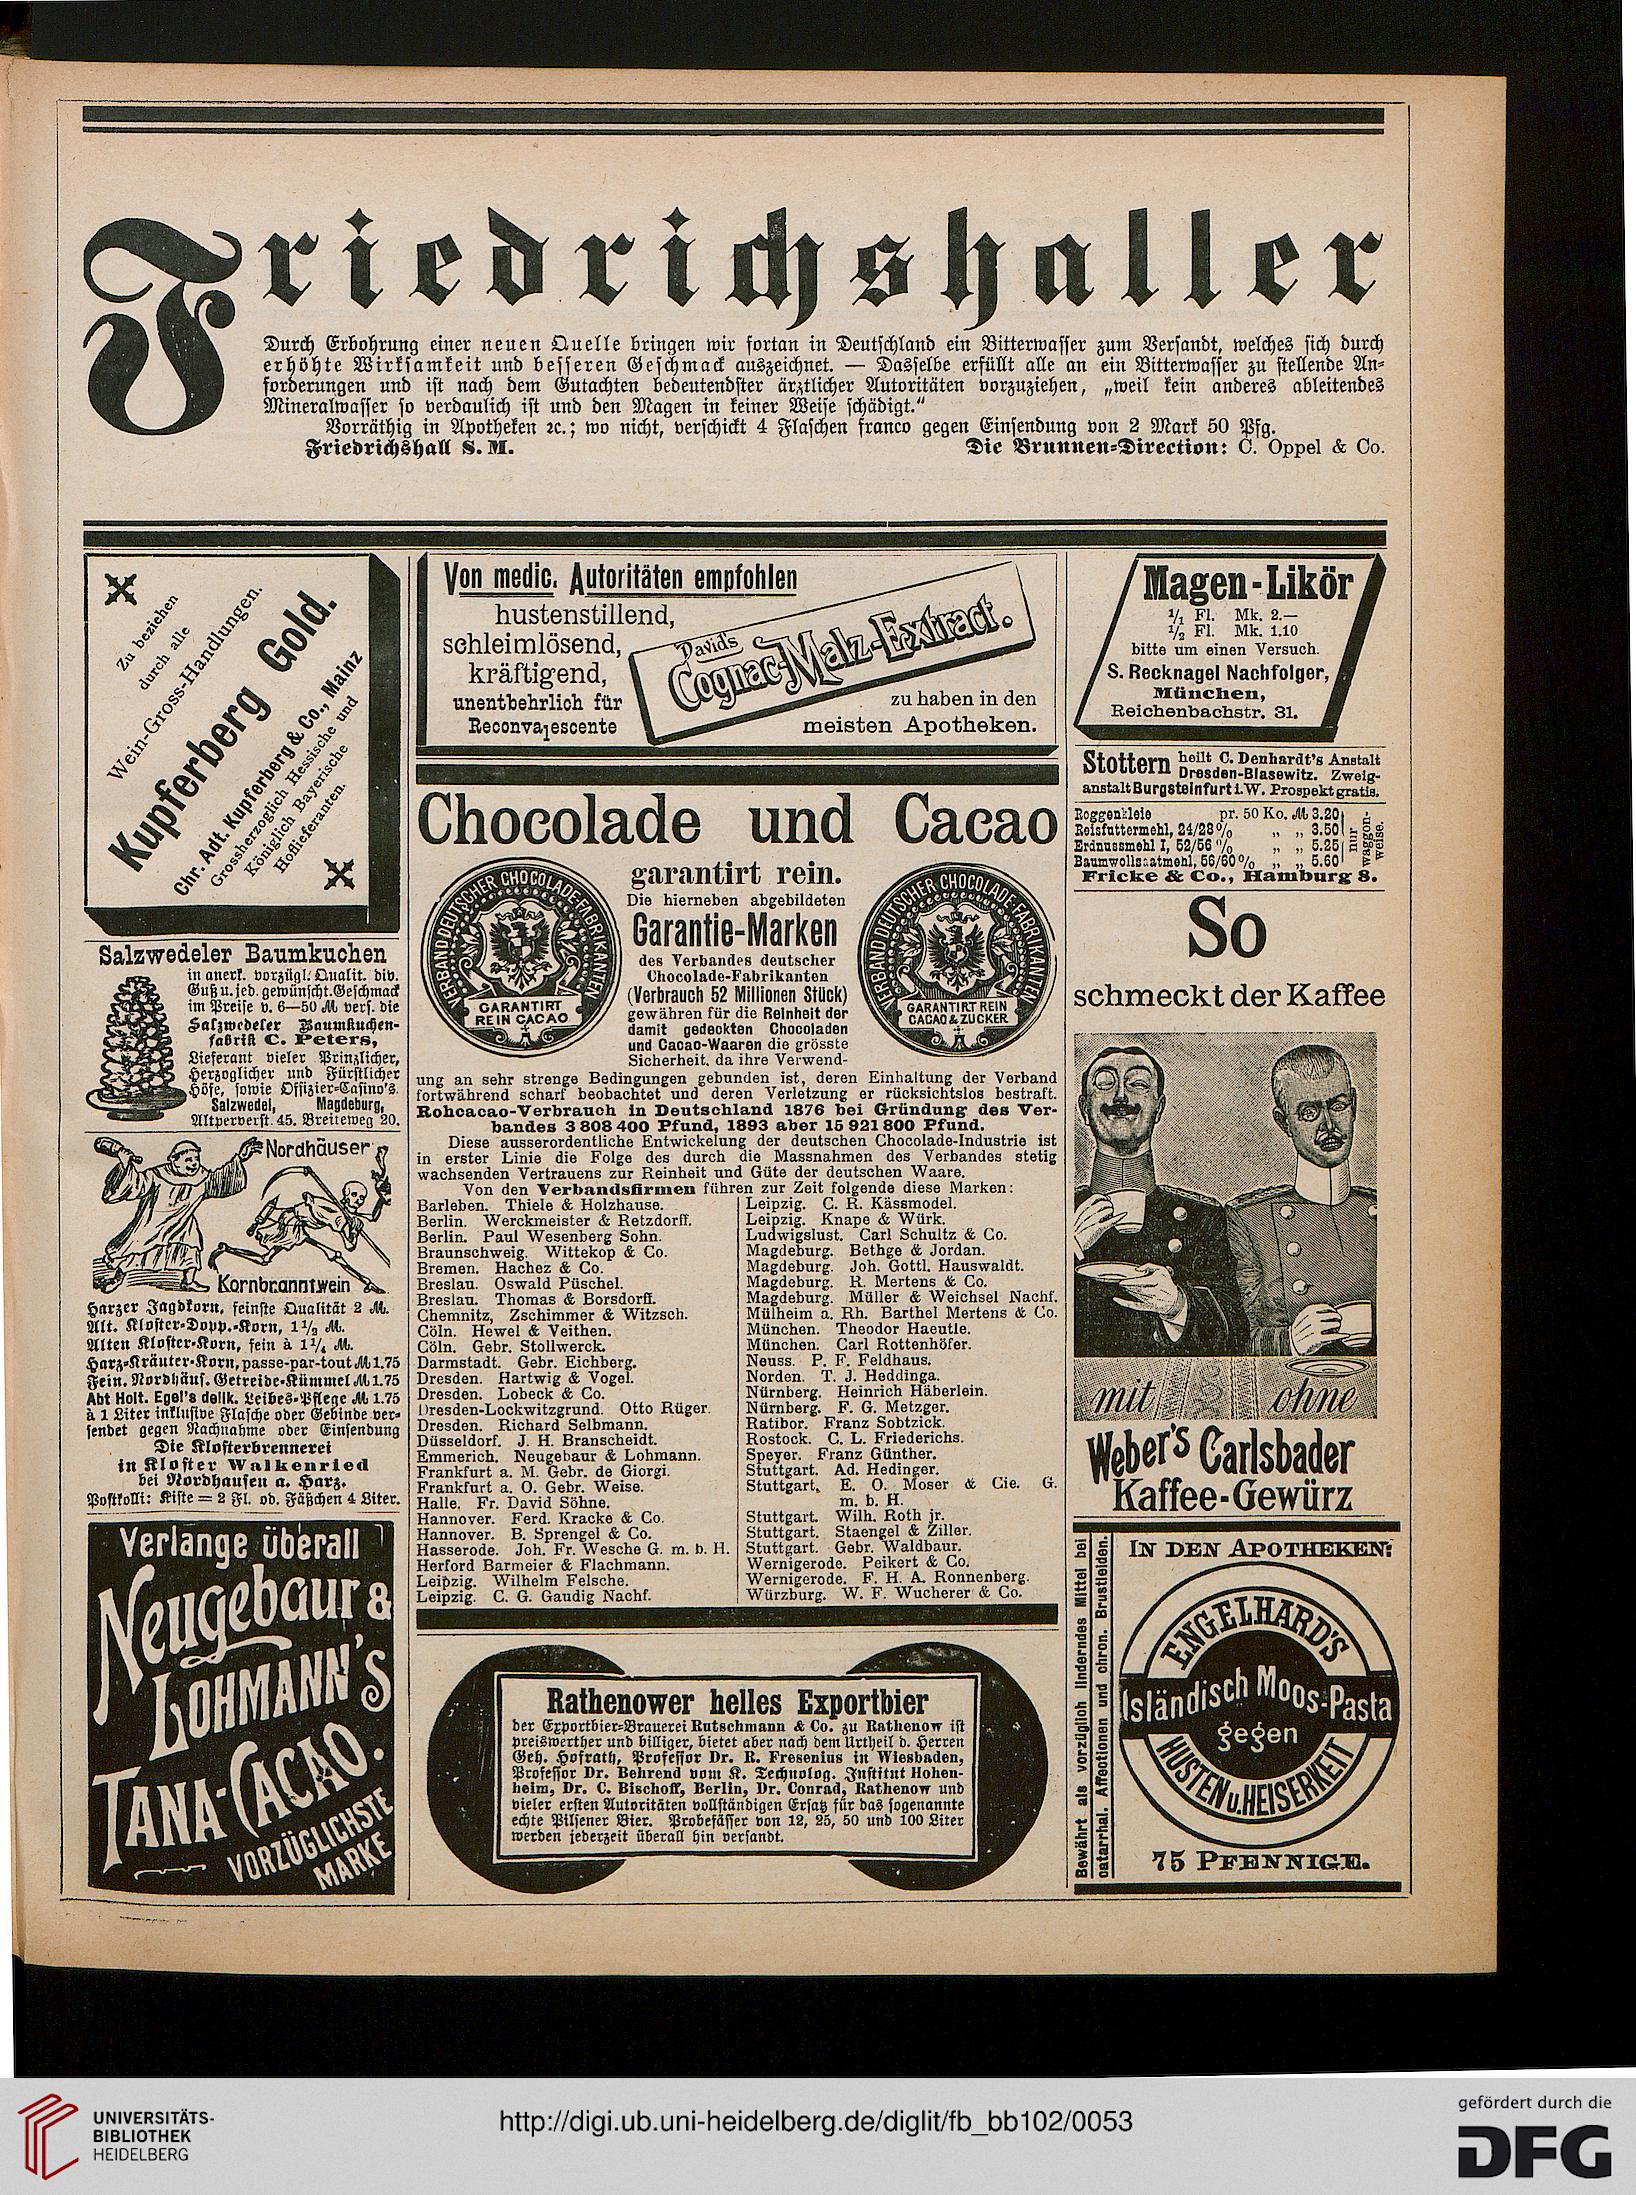 Friedrichshaller
Durch Erbohrung einer neuen Quelle bringen wir fortan in Deutschland ein Bitterwasser zum Versandt, welches sich durch
erhöhte Wirksamkeit und besseren Geschmack auszeichnet. — Dasselbe erfüllt alle an ein Bitterwasser zu stellende An-
forderungen und ist nach dem Gutachten bedeutendster ärztlicher Autoritäten vorzuziehen, „weil kein anderes ableitendes
Mineralwasser so verdaulich ist und den Magen in keiner Weise schädigt."
Vorräthig in Apotheken ꝛc.; wo nicht, verschickt 4 Flaschen franco gegen Einsendung von 2 Mark 50 Pfg.
Friedrichshall S. M. Die Brunnen-Direction: C. Oppel & Co.
Zu beziehen
durch alle
Wein-Gross-Handlungen.
Kupferberg Gold.
Chr. Adt. Kupferberg & Co., Mainz
Grossherzoglich Hessische und
Königlich Bayerische
Hoflieferanten.
Salzwedeler Baumkuchen
in anerk. vorzügl. Qualit. div.
Guß u. jed. gewünscht. Geschmack
im Preise v. 6—50 M vers. die
Salzwedeler Baumkuchen-
fabrik C. Peters,
Lieferant vieler Prinzlicher,
Herzoglicher und Fürstlicher
Höfe, sowie Offizier-Casino's.
Salzwedel, Magdeburg,
Altperverst. 45. Breiteweg 20.
Nordhäuser
Kornbranntwein
Harzer Jagdkorn, feinste Qualität 2 M.
Alt. Kloster-Dopp.-Korn, 1½ M.
Alten Kloster-Korn, fein à 1¼ M.
Harz-Kräuter-Korn, passe-par-tout M 1.75
Fein. Nordhäus. Getreide-Kümmel M 1.75
Abt Holt. Egel's delik. Leibes-Pflege M 1.75
à 1 Liter inklusive Flasche oder Gebinde ver-
sendet gegen Nachnahme oder Einsendung
Die Klosterbrennerei
in Kloster Walkenried
bei Nordhausen a. Harz.
Postkolli: Kiste = 2 Fl. od. Fäßchen 4 Liter.
Verlange überall
Neugebaur &
Lohmann's
Tana-Cacao.
Vorzüglichste
Marke
Von medic. Autoritäten empfohlen
hustenstillend,
schleimlösend,
kräftigend,
unentbehrlich für
Reconvalescente
David's
Cognac-Malz-Extract.
zu haben in den
meisten Apotheken.
Chocolade und Cacao
garantirt rein.
Die hierneben abgebildeten
Garantie-Marken
des Verbandes deutscher
Chocolade-Fabrikanten
(Verbrauch 52 Millionen Stück)
gewähren für die Reinheit der
damit gedeckten Chocoladen
und Cacao-Waaren die grösste
Sicherheit, da ihre Verwend-
VERBAND DEUTSCHER CHOCOLADE-FABRIKANTEN
GARANTIRT
REIN CACAO
VERBAND DEUTSCHER CHOCOLADE-FABRIKANTEN
GARANTIRT REIN
CACAO & ZUCKER
ung an sehr strenge Bedingungen gebunden ist, deren Einhaltung der Verband
fortwährend scharf beobachtet und deren Verletzung er rücksichtslos bestraft.
Rohcacao-Verbrauch in Deutschland 1876 bei Gründung des Ver-
bandes 3 808 400 Pfund, 1893 aber 15 921 800 Pfund.
Diese ausserordentliche Entwickelung der deutschen Chocolade-Industrie ist
in erster Linie die Folge des durch die Massnahmen des Verbandes stetig
wachsenden Vertrauens zur Reinheit und Güte der deutschen Waare.
Von den Verbandsfirmen führen zur Zeit folgende diese Marken:
Barleben. Thiele & Holzhause.
Berlin. Werckmeister & Retzdorff.
Berlin. Paul Wesenberg Sohn.
Braunschweig. Wittekop & Co.
Bremen. Hachez & Co.
Breslau. Oswald Püschel.
Breslau. Thomas & Borsdorff.
Chemnitz, Zschimmer & Witzsch.
Cöln. Hewel & Veithen.
Cöln. Gebr. Stollwerck.
Darmstadt. Gebr. Eichberg.
Dresden. Hartwig & Vogel.
Dresden. Lobeck & Co.
Dresden-Lockwitzgrund. Otto Rüger.
Dresden. Richard Selbmann.
Düsseldorf. J. H. Branscheidt.
Emmerich. Neugebaur & Lohmann.
Frankfurt a. M. Gebr. de Giorgi.
Frankfurt a. O. Gebr. Weise.
Halle. Fr. David Söhne.
Hannover. Ferd. Kracke & Co.
Hannover. B. Sprengel & Co.
Hasserode. Joh. Fr. Wesche G. m. b. H.
Herford Barmeier & Flachmann.
Leipzig. Wilhelm Felsche.
Leipzig. C. G. Gaudig Nachf.
Leipzig. C. R. Kässmodel.
Leipzig. Knape & Würk.
Ludwigslust. Carl Schultz & Co.
Magdeburg. Bethge & Jordan.
Magdeburg. Joh. Gottl. Hauswaldt.
Magdeburg. R. Mertens & Co.
Magdeburg. Müller & Weichsel Nachf.
Mülheim a. Rh. Barthel Mertens & Co.
München. Theodor Haeutle.
München. Carl Rottenhöfer.
Neuss. P. F. Feldhaus.
Norden. T. J. Heddinga.
Nürnberg. Heinrich Häberlein.
Nürnberg. F. G. Metzger.
Ratibor. Franz Sobtzick.
Rostock. C. L. Friederichs.
Speyer. Franz Günther.
Stuttgart. Ad. Hedinger.
Stuttgart. E. O. Moser & Cie. G.
m. b. H.
Stuttgart. Wilh. Roth jr.
Stuttgart. Staengel & Ziller.
Stuttgart. Gebr. Waldbaur.
Wernigerode. Peikert & Co.
Wernigerode. F. H. A. Ronnenberg.
Würzburg. W. F. Wucherer & Co.
Rathenower helles Exportbier
der Exportbier-Brauerei Rutschmann & Co. zu Rathenow ist
preiswerther und billiger, bietet aber nach dem Urtheil d. Herren
Geh. Hofrath, Professor Dr. R. Fresenius in Wiesbaden,
Professor Dr. Behrend vom K. Technolog. Institut Hohen-
heim, Dr. C. Bischoff, Berlin, Dr. Conrad, Rathenow und
vieler ersten Autoritäten vollständigen Ersatz für das sogenannte
echte Pilsener Bier. Probefässer von 12, 25, 50 und 100 Liter
werden jederzeit überall hin versandt.
Magen-Likör
1/1 Fl. Mk. 2.—
1/2 Fl. Mk. 1.10
bitte um einen Versuch.
S. Recknagel Nachfolger,
München,
Reichenbachstr. 31.
Stottern heilt C. Denhardt's Anstalt
Dresden-Blasewitz. Zweig-
anstalt Burgsteinfurt i. W. Prospekt gratis.
Roggenkleie pr. 50 Ko. M 3.20
Reisfuttermehl, 24/28% „ „ 3.50
Erdnussmehl I, 52/56% „ „ 5.25
Baumwollsaatmehl, 56/60% „ „ 5.60
nur waggon-
weise.
Fricke & Co., Hamburg 8.
So
schmeckt der Kaffee
mit ohne
Weber's Carlsbader
Kaffee-Gewürz
Bewährt als vorzüglich linderndes Mittel bei
catarrhal. Affectionen und chron. Brustleiden.
IN DEN APOTHEKEN:
ENGELHARD'S
Isländisch Moos-Pasta
gegen
HUSTEN u. HEISERKEIT
75 PFENNIGE.
UNIVERSITÄTS-
BIBLIOTHEK
HEIDELBERG
http://digi.ub.uni-heidelberg.de/diglit/fb_bb102/0053
gefördert durch die
DFG